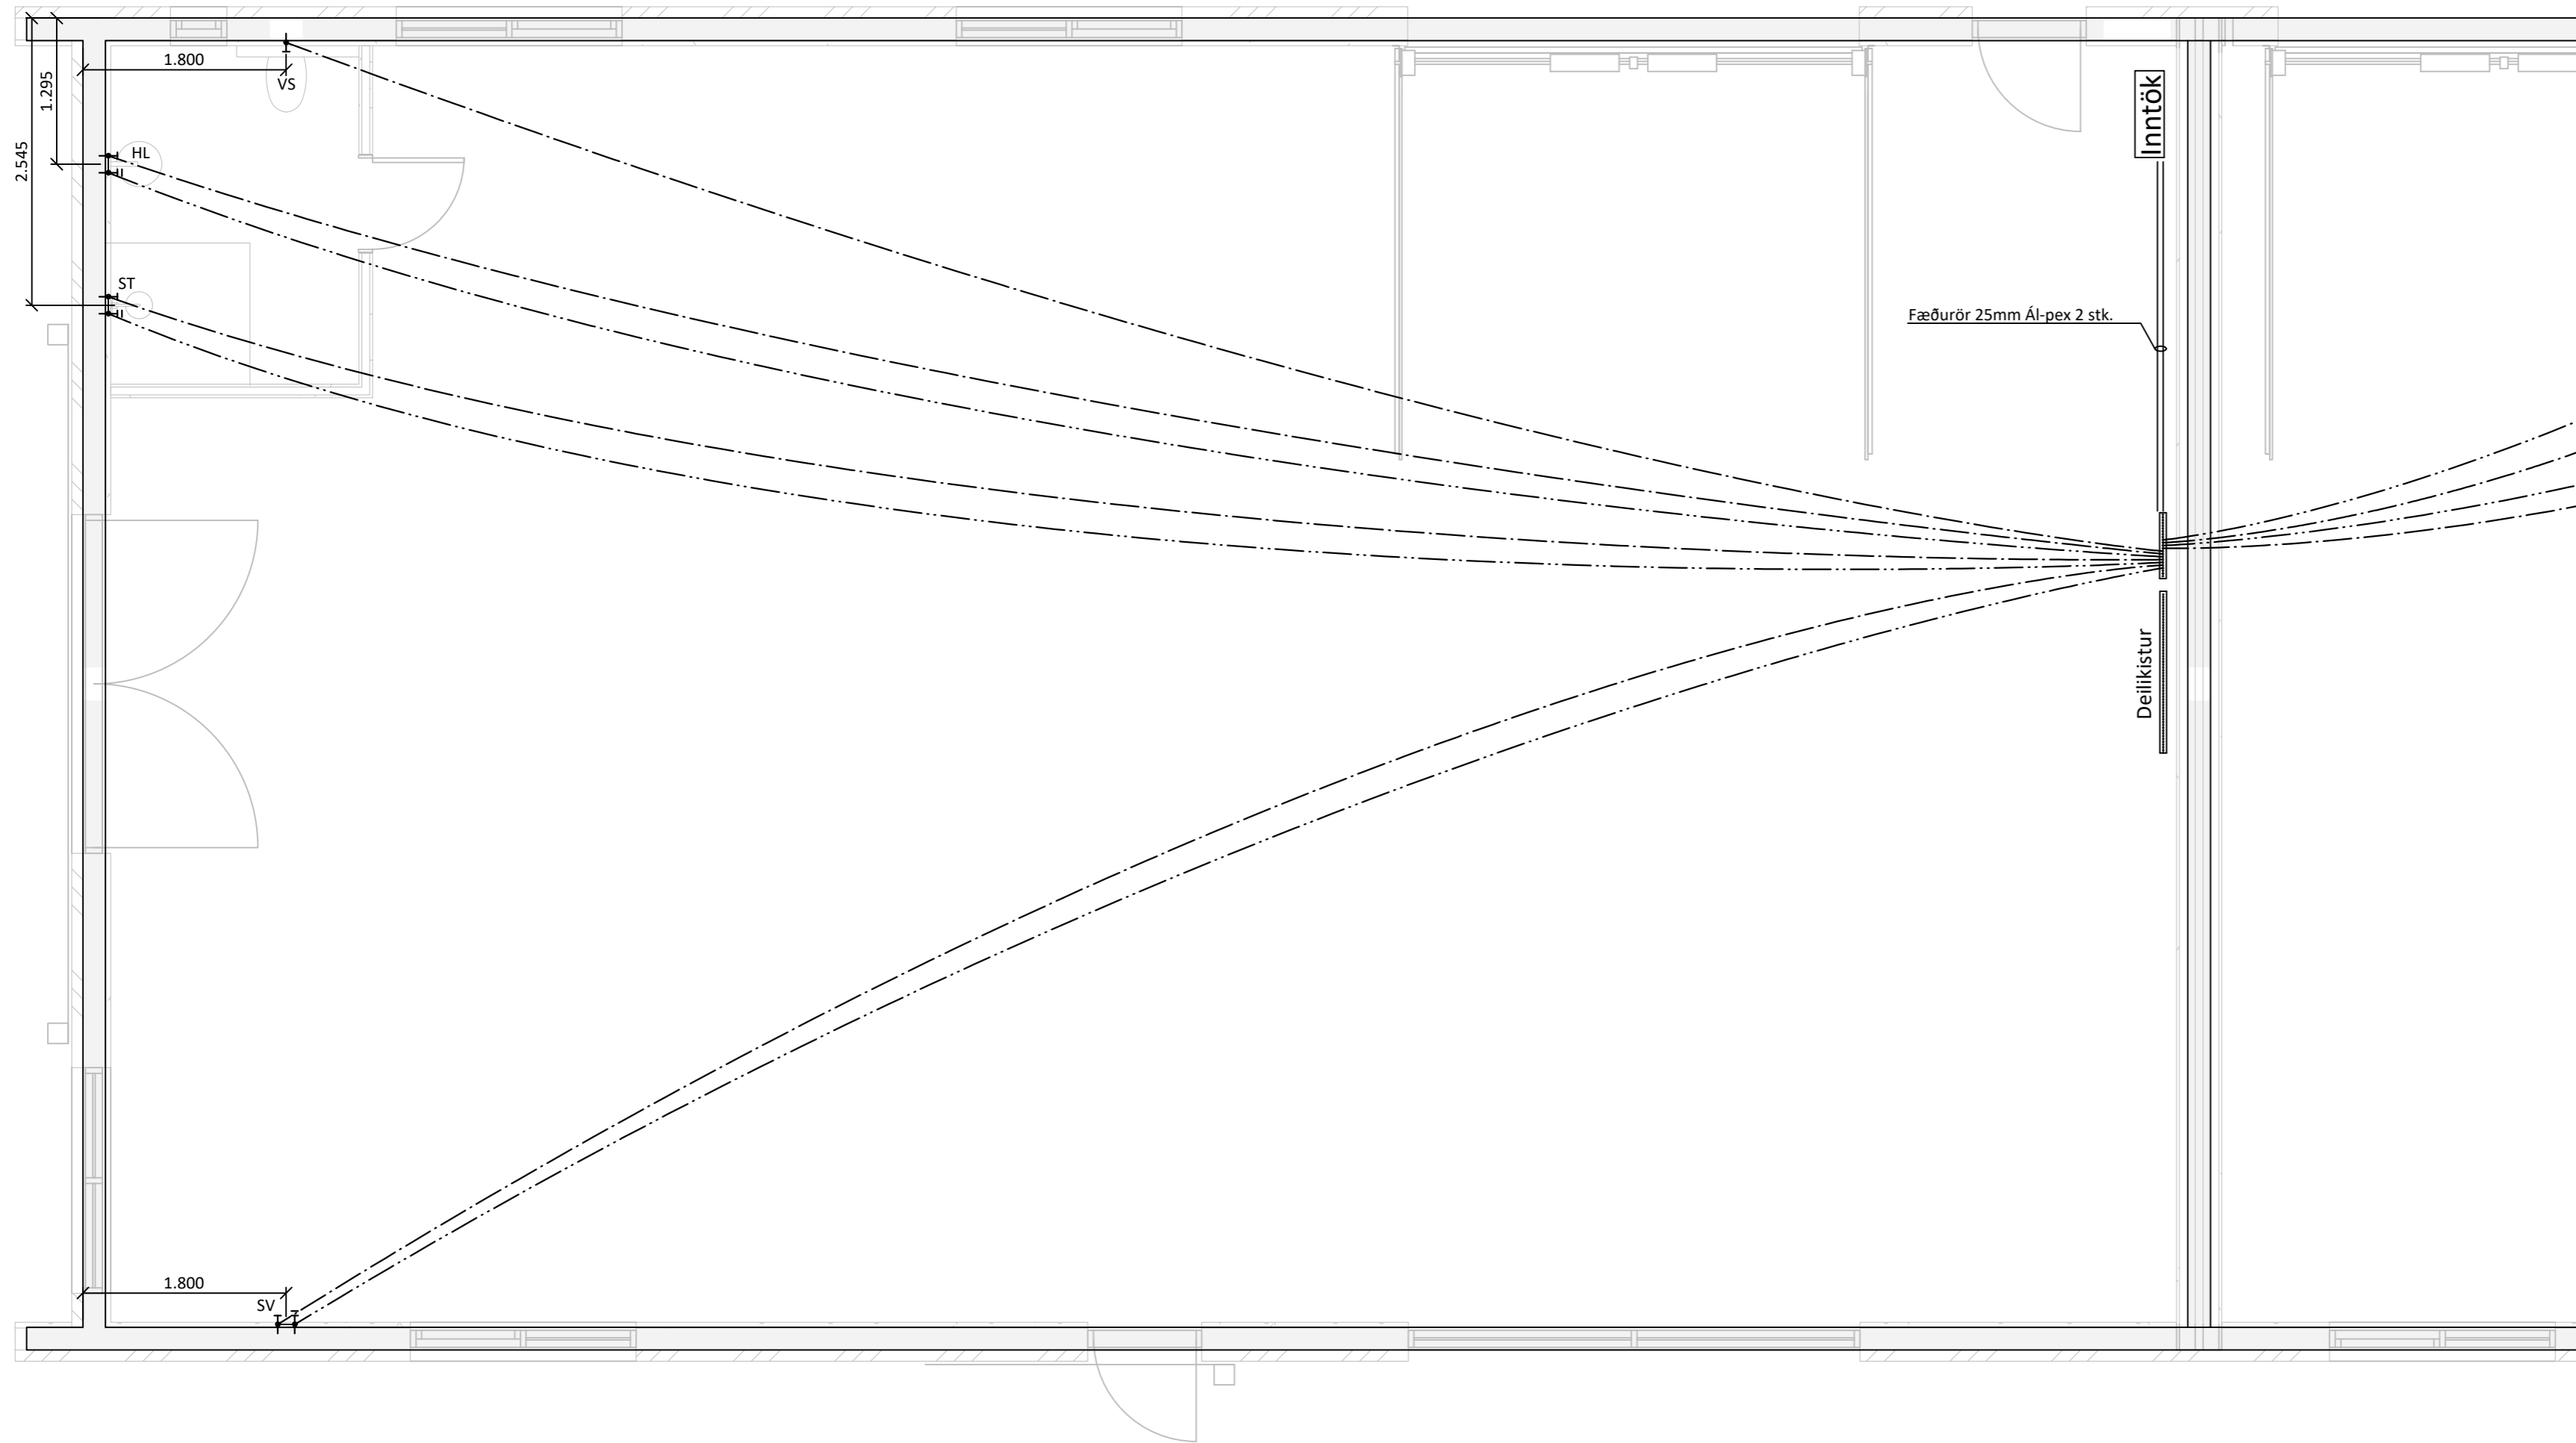 1.800
VS
1.295
2.545
HL
ST
Inntök
Fæðurör 25mm Ál-pex 2 stk.
Deilikistur
1.800
SV